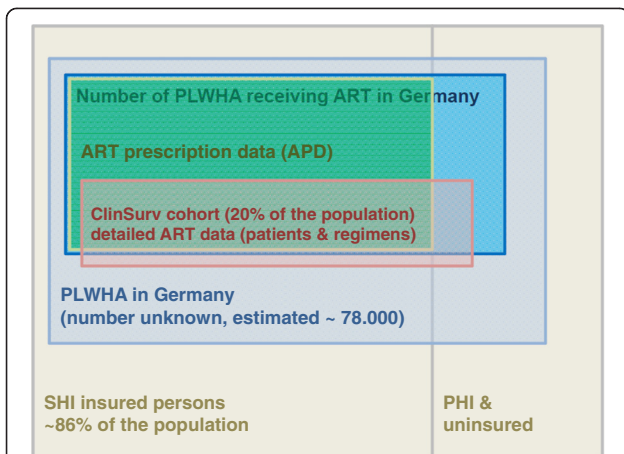 Number of PLWHA receiving ART in Germany
ART prescription data (APD)
ClinSurv cohort (20% of the population)
detailed ART data (patients & regimens)
PLWHA in Germany
(number unknown, estimated ~ 78.000)
SHI insured persons
~86% of the population
PHI &
uninsured